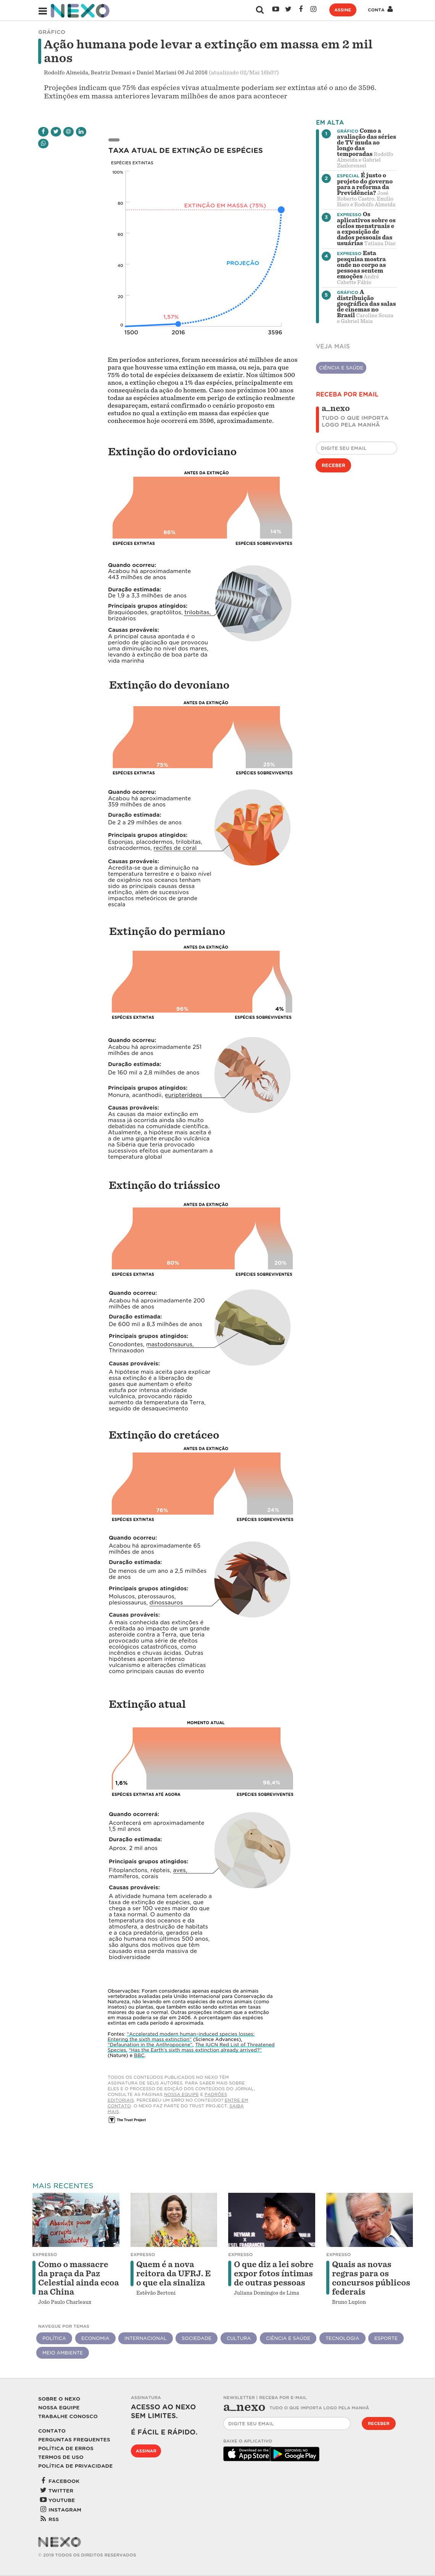 NEXO
ASSINE
CONTA
GRÁFICO
Ação humana pode levar a extinção em massa em 2 mil
anos
Rodolfo Almeida, Beatriz Demasi e Daniel Mariani 06 Jul 2016 (atualizado 02/Mai 16h07)
Projeções indicam que 75% das espécies vivas atualmente poderiam ser extintas até o ano de 3596.
Extinções em massa anteriores levaram milhões de anos para acontecer
TAXA ATUAL DE EXTINÇÃO DE ESPÉCIES
ESPÉCIES EXTINTAS
100%
80
60
40
20
0
EXTINÇÃO EM MASSA (75%)
PROJEÇÃO
1,57%
1500
2016
3596
Em períodos anteriores, foram necessários até milhões de anos
para que houvesse uma extinção em massa, ou seja, para que
75% do total de espécies deixassem de existir. Nos últimos 500
anos, a extinção chegou a 1% das espécies, principalmente em
consequência da ação do homem. Caso nos próximos 100 anos
todas as espécies atualmente em perigo de extinção realmente
desapareçam, estará confirmado o cenário proposto em
estudos no qual a extinção em massa das espécies que
conhecemos hoje ocorrerá em 3596, aproximadamente.
Extinção do ordoviciano
ANTES DA EXTINÇÃO
86%
14%
ESPÉCIES EXTINTAS
ESPÉCIES SOBREVIVENTES
Quando ocorreu:
Acabou há aproximadamente
443 milhões de anos
Duração estimada:
De 1,9 a 3,3 milhões de anos
Principais grupos atingidos:
Braquiópodes, graptólitos, trilobitas,
brizoários
Causas prováveis:
A principal causa apontada é o
período de glaciação que provocou
uma diminuição no nível dos mares,
levando à extinção de boa parte da
vida marinha
Extinção do devoniano
ANTES DA EXTINÇÃO
75%
25%
ESPÉCIES EXTINTAS
ESPÉCIES SOBREVIVENTES
Quando ocorreu:
Acabou há aproximadamente
359 milhões de anos
Duração estimada:
De 2 a 29 milhões de anos
Principais grupos atingidos:
Esponjas, placodermos, trilobitas,
ostracodermos, recifes de coral
Causas prováveis:
Acredita-se que a diminuição na
temperatura terrestre e o baixo nível
de oxigênio nos oceanos tenham
sido as principais causas dessa
extinção, além de sucessivos
impactos meteóricos de grande
escala
Extinção do permiano
ANTES DA EXTINÇÃO
96%
4%
ESPÉCIES EXTINTAS
ESPÉCIES SOBREVIVENTES
Quando ocorreu:
Acabou há aproximadamente 251
milhões de anos
Duração estimada:
De 160 mil a 2,8 milhões de anos
Principais grupos atingidos:
Monura, acanthodii, euripterídeos
Causas prováveis:
As causas da maior extinção em
massa já ocorrida ainda são muito
debatidas na comunidade científica.
Atualmente, a hipótese mais aceita é
a de uma gigante erupção vulcânica
na Sibéria que teria provocado
sucessivos efeitos que aumentaram a
temperatura global
Extinção do triássico
ANTES DA EXTINÇÃO
80%
20%
ESPÉCIES EXTINTAS
ESPÉCIES SOBREVIVENTES
Quando ocorreu:
Acabou há aproximadamente 200
milhões de anos
Duração estimada:
De 600 mil a 8,3 milhões de anos
Principais grupos atingidos:
Conodontes, mastodonsaurus,
Thrinaxodon
Causas prováveis:
A hipótese mais aceita para explicar
essa extinção é a liberação de
gases que aumentam o efeito
estufa por intensa atividade
vulcânica, provocando rápido
aumento da temperatura da Terra,
seguido de desaquecimento
Extinção do cretáceo
ANTES DA EXTINÇÃO
76%
24%
ESPÉCIES EXTINTAS
ESPÉCIES SOBREVIVENTES
Quando ocorreu:
Acabou há aproximadamente 65
milhões de anos
Duração estimada:
De menos de um ano a 2,5 milhões
de anos
Principais grupos atingidos:
Moluscos, pterossauros,
plesiossaurus, dinossauros
Causas prováveis:
A mais conhecida das extinções é
creditada ao impacto de um grande
asteroide contra a Terra, que teria
provocado uma série de efeitos
ecológicos catastróficos, como
incêndios e chuvas ácidas. Outras
hipóteses apontam intenso
vulcanismo e alterações climáticas
como principais causas do evento
Extinção atual
MOMENTO ATUAL
1,6%
98,4%
ESPÉCIES EXTINTAS ATÉ AGORA
ESPÉCIES SOBREVIVENTES
Quando ocorrerá:
Acontecerá em aproximadamente
1,5 mil anos
Duração estimada:
Aprox. 2 mil anos
Principais grupos atingidos:
Fitoplanctons, répteis, aves,
mamíferos, corais
Causas prováveis:
A atividade humana tem acelerado a
taxa de extinção de espécies, que
chega a ser 100 vezes maior do que
a taxa normal. O aumento da
temperatura dos oceanos e da
atmosfera, a destruição de habitats
e a caça predatória, gerados pela
ação humana nos últimos 500 anos,
são alguns dos motivos que têm
causado essa perda massiva de
biodiversidade
Observações: Foram consideradas apenas espécies de animais
vertebrados avaliadas pela União Internacional para Conservação da
Natureza), não levando em conta espécies de outros animais (como
insetos) ou plantas, que também estão sendo extintas em taxas
maiores do que o normal. Outras projeções indicam que a extinção
em massa poderia se dar em 2406. A porcentagem das espécies
extintas em cada período é estimada.
Fontes: "Accelerated modern human–induced species losses:
Entering the sixth mass extinction" (Science Advances),
"Defaunation in the Anthropocene", The IUCN Red List of Threatened
Species, "Has the Earth's sixth mass extinction already arrived?"
(Nature) e BBC.
TODOS OS CONTEÚDOS PUBLICADOS NO NEXO TÊM
ASSINATURA DE SEUS AUTORES. PARA SABER MAIS SOBRE
ELES E O PROCESSO DE EDIÇÃO DOS CONTEÚDOS DO JORNAL,
CONSULTE AS PÁGINAS NOSSA EQUIPE E PADRÕES
EDITORIAIS. PERCEBEU UM ERRO NO CONTEÚDO? ENTRE EM
CONTATO. O NEXO FAZ PARTE DO TRUST PROJECT. SAIBA
MAIS.
The Trust Project
EM ALTA
1
GRÁFICO Como a
avaliação das séries
de TV muda ao
longo das
temporadas Rodolfo
Almeida e Gabriel
Zanlorenssi
2
ESPECIAL É justo o
projeto do governo
para a reforma da
Previdência? José
Roberto Castro, Emilio
Haro e Rodolfo Almeida
3
EXPRESSO Os
aplicativos sobre os
ciclos menstruais e
a exposição de
dados pessoais das
usuárias Tatiana Dias
4
EXPRESSO Esta
pesquisa mostra
onde no corpo as
pessoas sentem
emoções André
Cabette Fábio
5
GRÁFICO A
distribuição
geográfica das salas
de cinemas no
Brasil Caroline Souza
e Gabriel Maia
VEJA MAIS
CIÊNCIA E SAÚDE
RECEBA POR EMAIL
a_nexo
TUDO O QUE IMPORTA
LOGO PELA MANHÃ
DIGITE SEU EMAIL
RECEBER
MAIS RECENTES
EXPRESSO
Como o massacre
da praça da Paz
Celestial ainda ecoa
na China
João Paulo Charleaux
EXPRESSO
Quem é a nova
reitora da UFRJ. E
o que ela sinaliza
Estêvão Bertoni
EXPRESSO
O que diz a lei sobre
expor fotos íntimas
de outras pessoas
Juliana Domingos de Lima
EXPRESSO
Quais as novas
regras para os
concursos públicos
federais
Bruno Lupion
NAVEGUE POR TEMAS
POLÍTICA
ECONOMIA
INTERNACIONAL
SOCIEDADE
CULTURA
CIÊNCIA E SAÚDE
TECNOLOGIA
ESPORTE
MEIO AMBIENTE
SOBRE O NEXO
NOSSA EQUIPE
TRABALHE CONOSCO
CONTATO
PERGUNTAS FREQUENTES
POLÍTICA DE ERROS
TERMOS DE USO
POLÍTICA DE PRIVACIDADE
FACEBOOK
TWITTER
YOUTUBE
INSTAGRAM
RSS
ASSINATURA
ACESSO AO NEXO
SEM LIMITES.
É FÁCIL E RÁPIDO.
ASSINAR
NEWSLETTER | RECEBA POR E-MAIL
a_nexo TUDO O QUE IMPORTA LOGO PELA MANHÃ
DIGITE SEU EMAIL
RECEBER
BAIXE O APLICATIVO
Download on the
App Store
DISPONÍVEL NO
Google Play
NEXO
© 2019 TODOS OS DIREITOS RESERVADOS